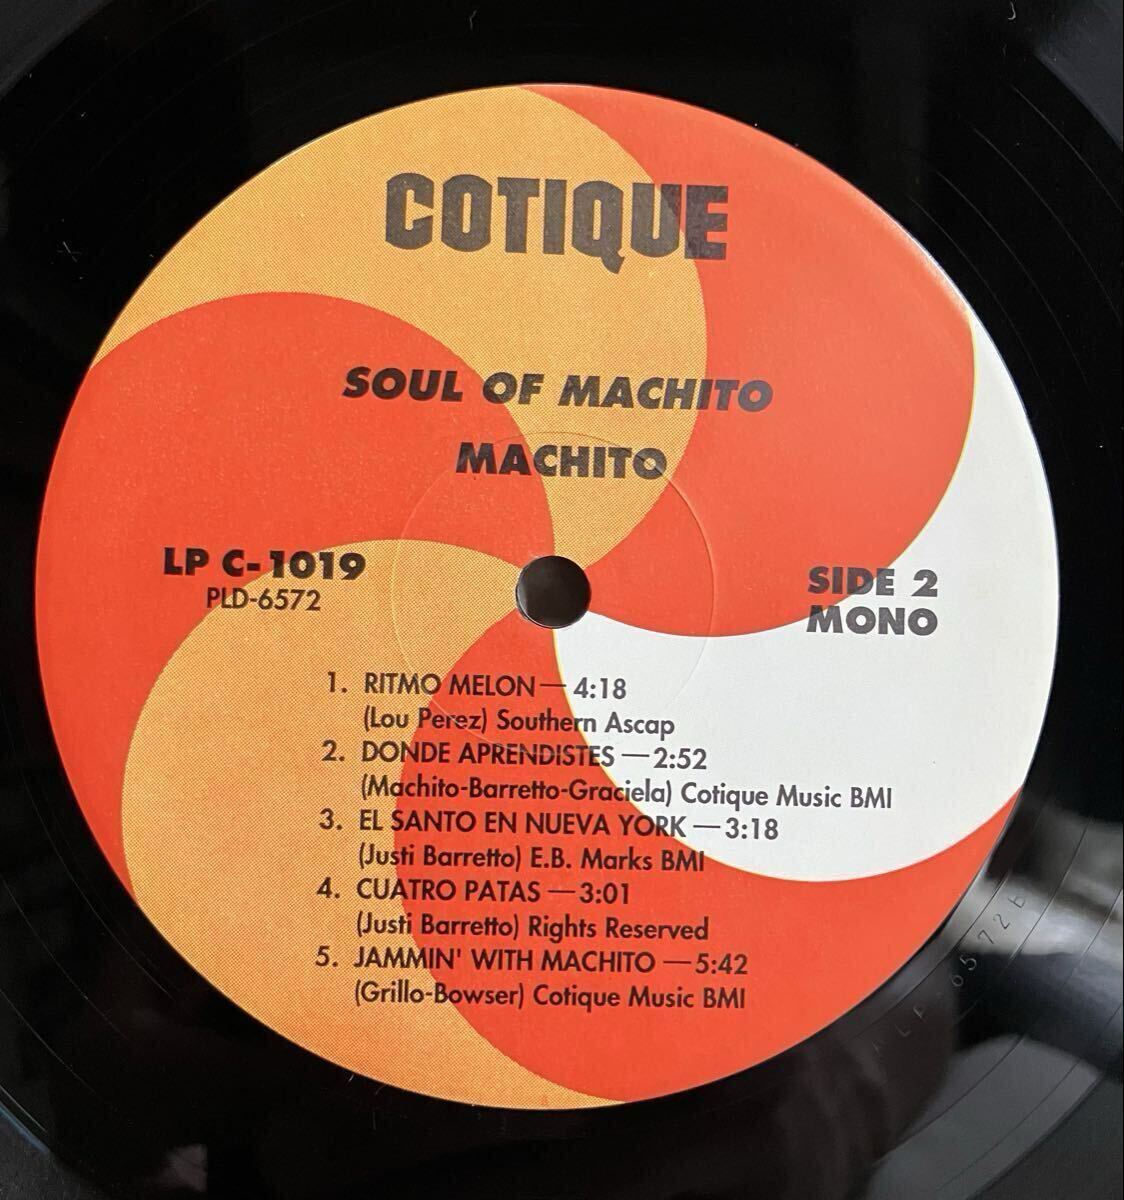 COTIQUE
SOUL OF MACHITO
MACHITO
LP C-1019
PLD-6572
SIDE 2
MONO
1. RITMO MELON — 4:18
(Lou Perez) Southern Ascap
2. DONDE APRENDISTES — 2:52
(Machito-Barretto-Graciela) Cotique Music BMI
3. EL SANTO EN NUEVA YORK — 3:18
(Justi Barretto) E.B. Marks BMI
4. CUATRO PATAS — 3:01
(Justi Barretto) Rights Reserved
5. JAMMIN' WITH MACHITO — 5:42
(Grillo-Bowser) Cotique Music BMI